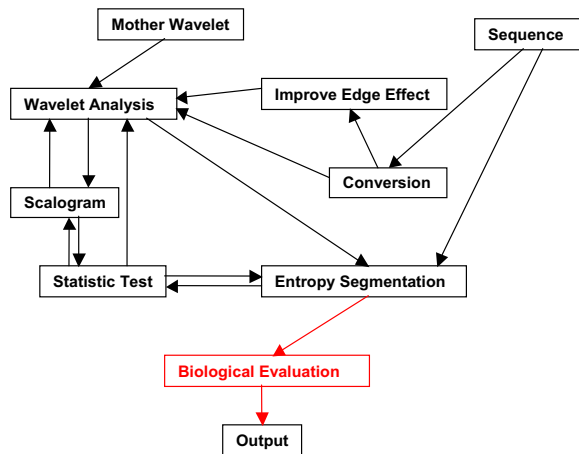 Mother Wavelet
Sequence
Wavelet Analysis
Improve Edge Effect
Conversion
Scalogram
Statistic Test
Entropy Segmentation
Biological Evaluation
Output